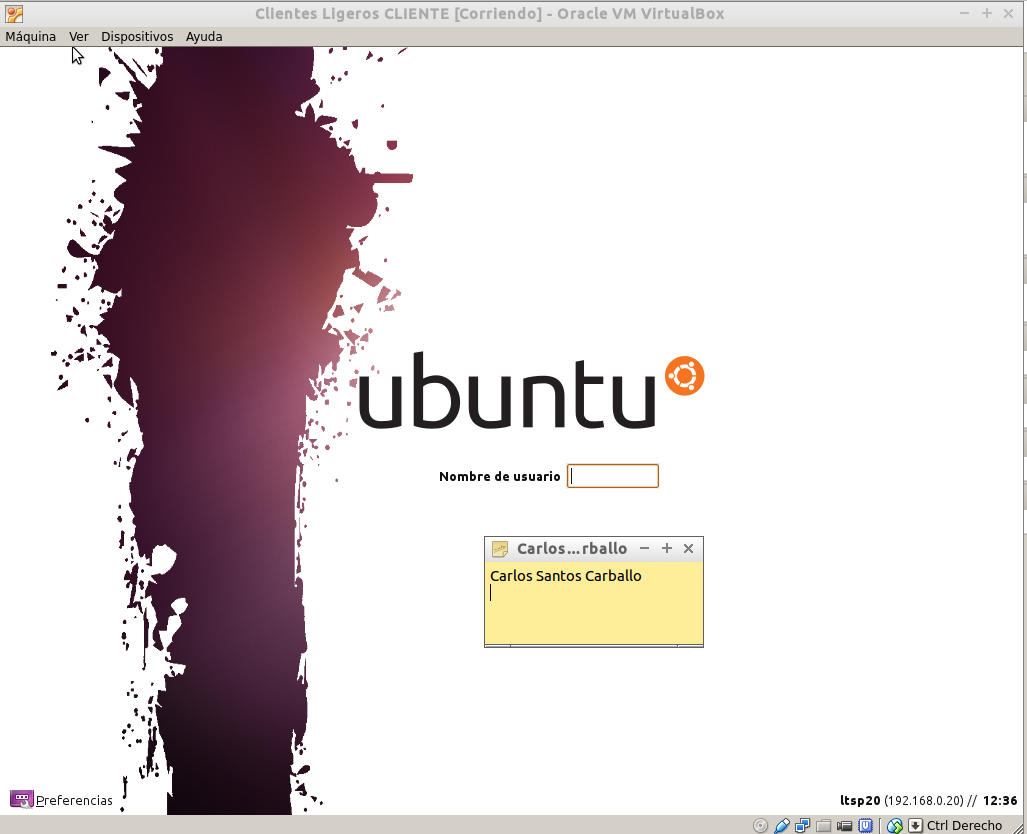 Clientes Ligeros CLIENTE [Corriendo] - Oracle VM VirtualBox
Máquina Ver Dispositivos Ayuda
ubuntu
Nombre de usuario
Carlos...rballo
Carlos Santos Carballo
Preferencias
ltsp20 (192.168.0.20) // 12:36
Ctrl Derecho